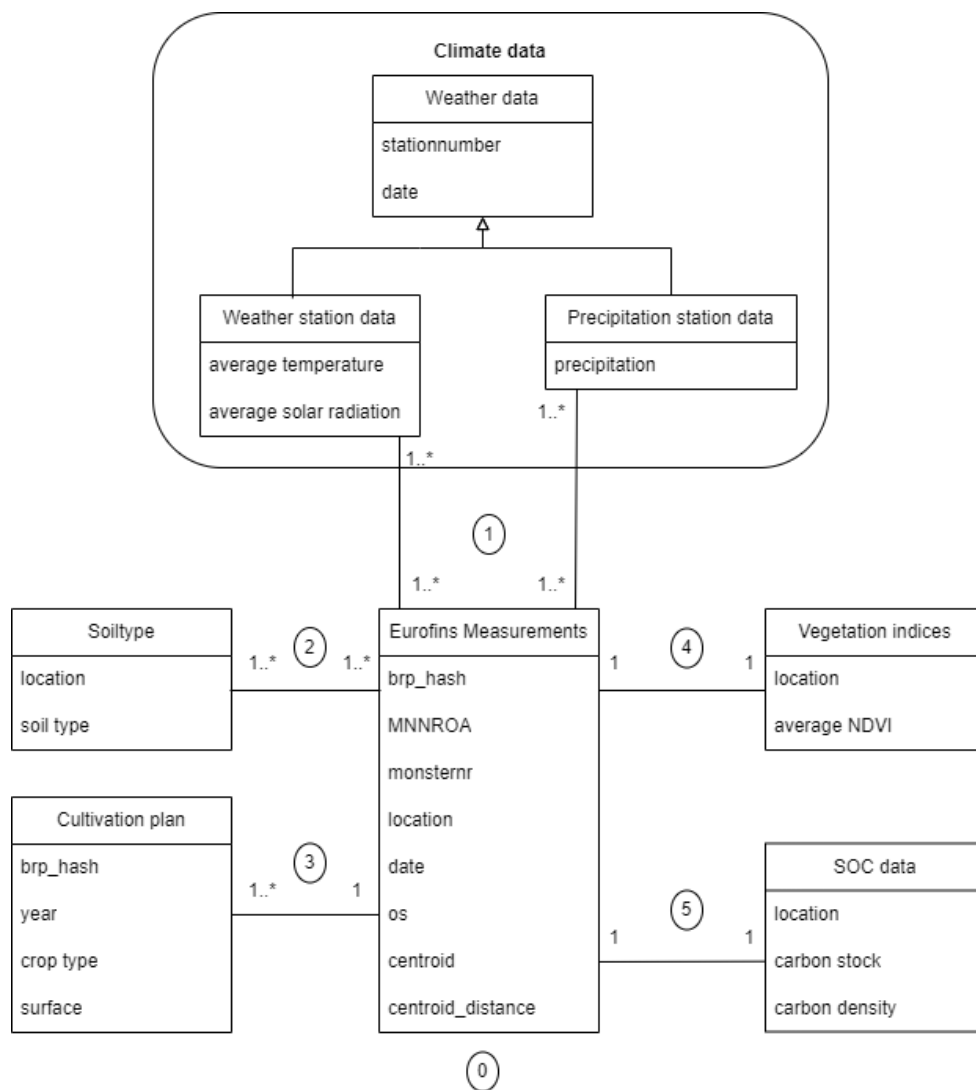 Climate data
Weather data
stationnumber
date
Weather station data
average temperature
average solar radiation
Precipitation station data
precipitation
1..*
1..*
1
1..*
1..*
Soiltype
location
soil type
2
1..*
1..*
Eurofins Measurements
brp_hash
MNNROA
monsternr
location
date
os
centroid
centroid_distance
4
1
1
Vegetation indices
location
average NDVI
Cultivation plan
brp_hash
year
crop type
surface
3
1..*
1
5
1
1
SOC data
location
carbon stock
carbon density
0